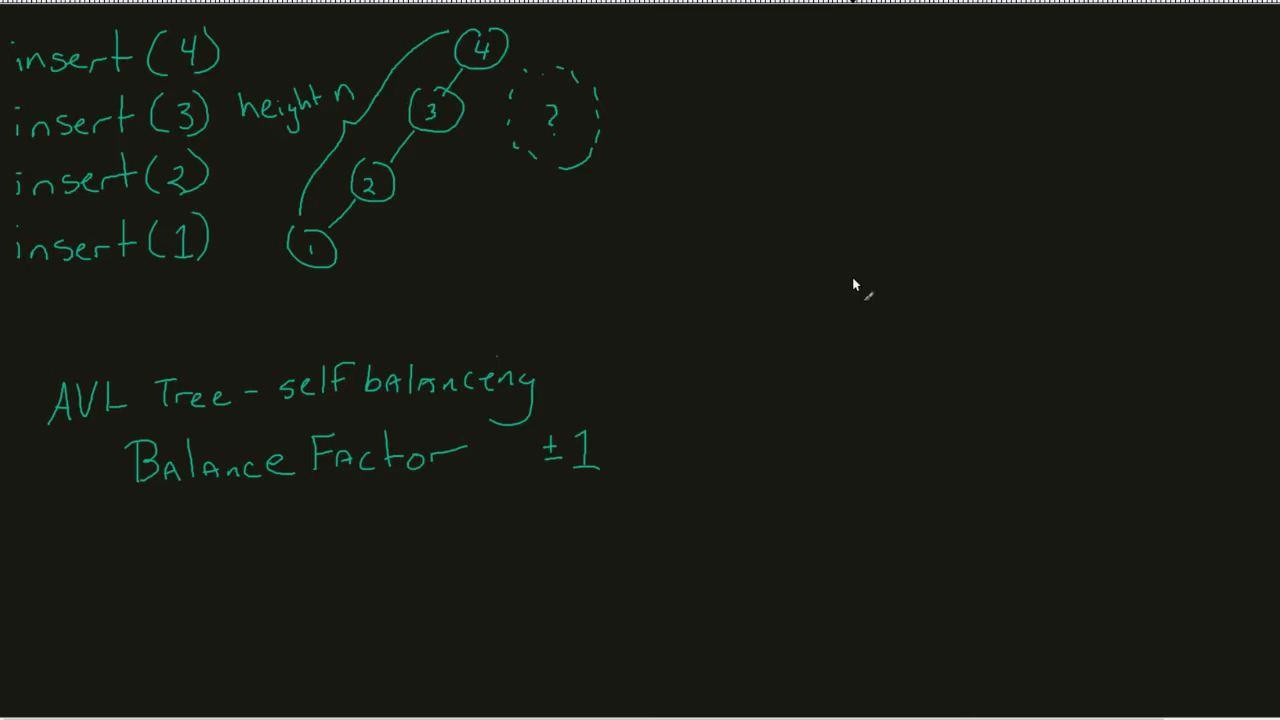 insert (4)
insert (3)
insert (2)
insert (1)
height n
4
3
2
1
?
AVL Tree - self balanceing
Balance Factor ±1